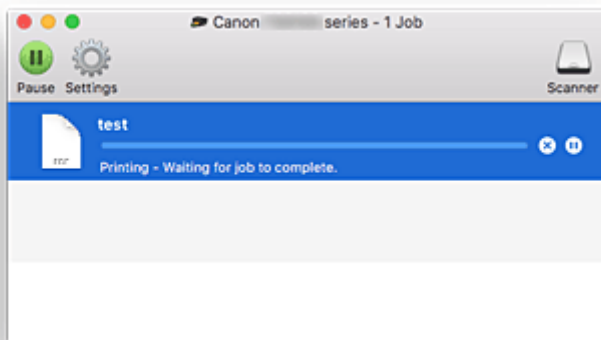 Canon series - 1 Job
Pause Settings Scanner
test
Printing - Waiting for job to complete.